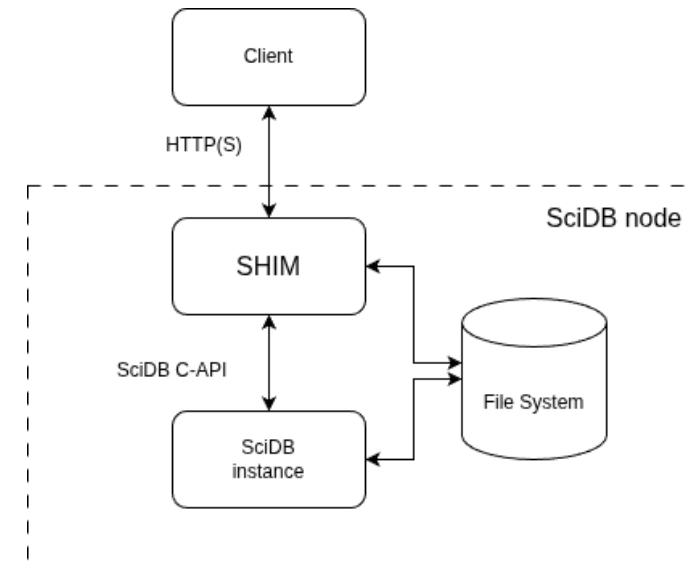 Client
HTTP(S)
SciDB node
SHIM
SciDB C-API
File System
SciDB
instance